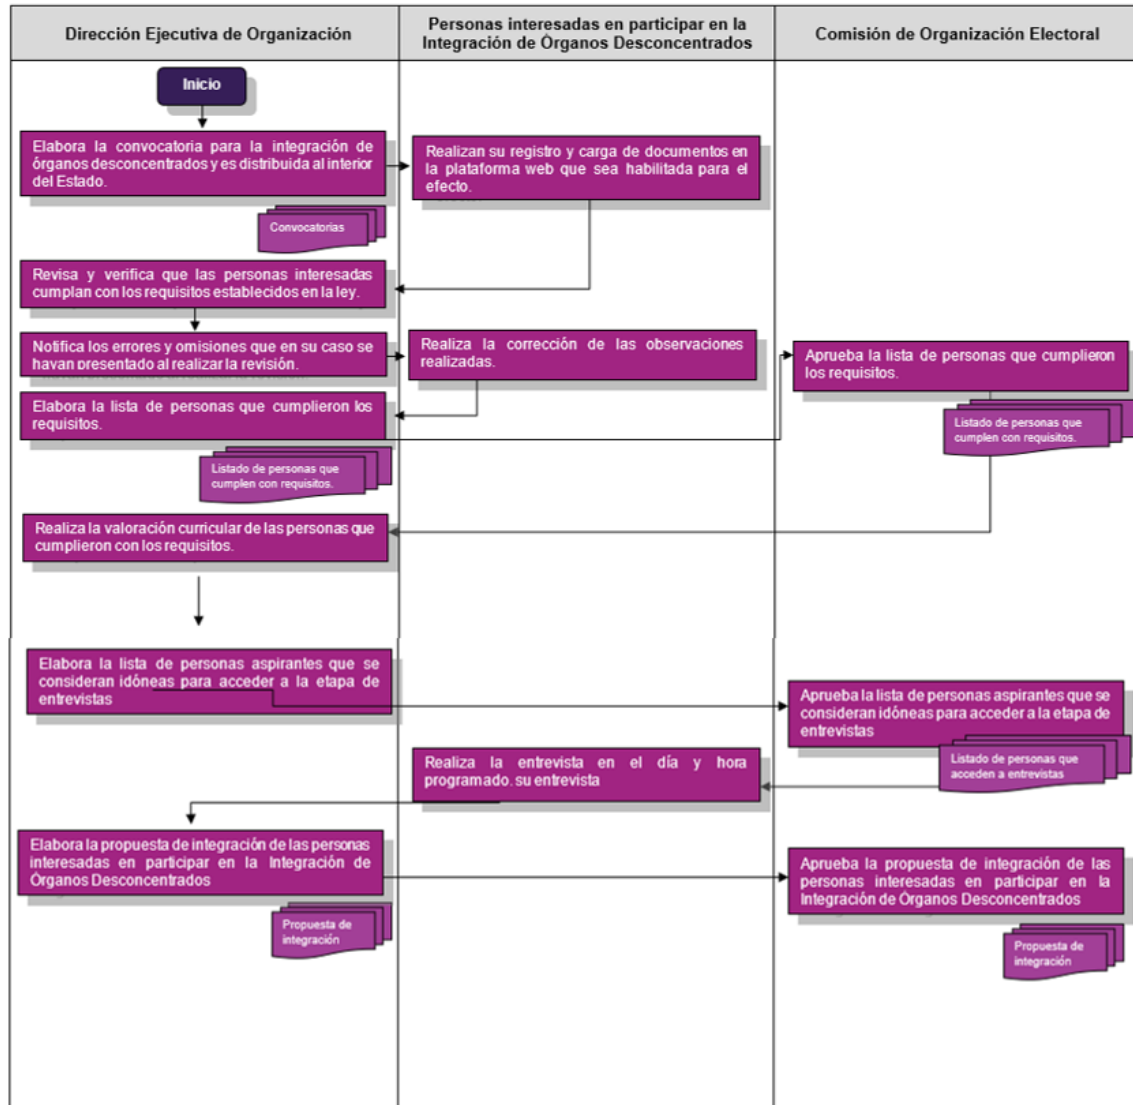 Dirección Ejecutiva de Organización
Personas interesadas en participar en la
Integración de Órganos Desconcentrados
Comisión de Organización Electoral
Inicio
Elabora la convocatoria para la integración de
órganos desconcentrados y es distribuida al interior
del Estado.
Realizan su registro y carga de documentos en
la plataforma web que sea habilitada para el
efecto.
Convocatorias
Revisa y verifica que las personas interesadas
cumplan con los requisitos establecidos en la ley.
Notifica los errores y omisiones que en su caso se
hayan presentado al realizar la revisión.
Realiza la corrección de las observaciones
realizadas.
Aprueba la lista de personas que cumplieron
los requisitos.
Elabora la lista de personas que cumplieron los
requisitos.
Listado de personas que
cumplen con requisitos.
Listado de personas que
cumplen con requisitos.
Realiza la valoración curricular de las personas que
cumplieron con los requisitos.
Elabora la lista de personas aspirantes que se
consideran idóneas para acceder a la etapa de
entrevistas
Aprueba la lista de personas aspirantes que se
consideran idóneas para acceder a la etapa de
entrevistas
Listado de personas que
acceden a entrevistas
Realiza la entrevista en el día y hora
programado. su entrevista
Elabora la propuesta de integración de las personas
interesadas en participar en la Integración de
Órganos Desconcentrados
Aprueba la propuesta de integración de las
personas interesadas en participar en la
Integración de Órganos Desconcentrados
Propuesta de
integración
Propuesta de
integración